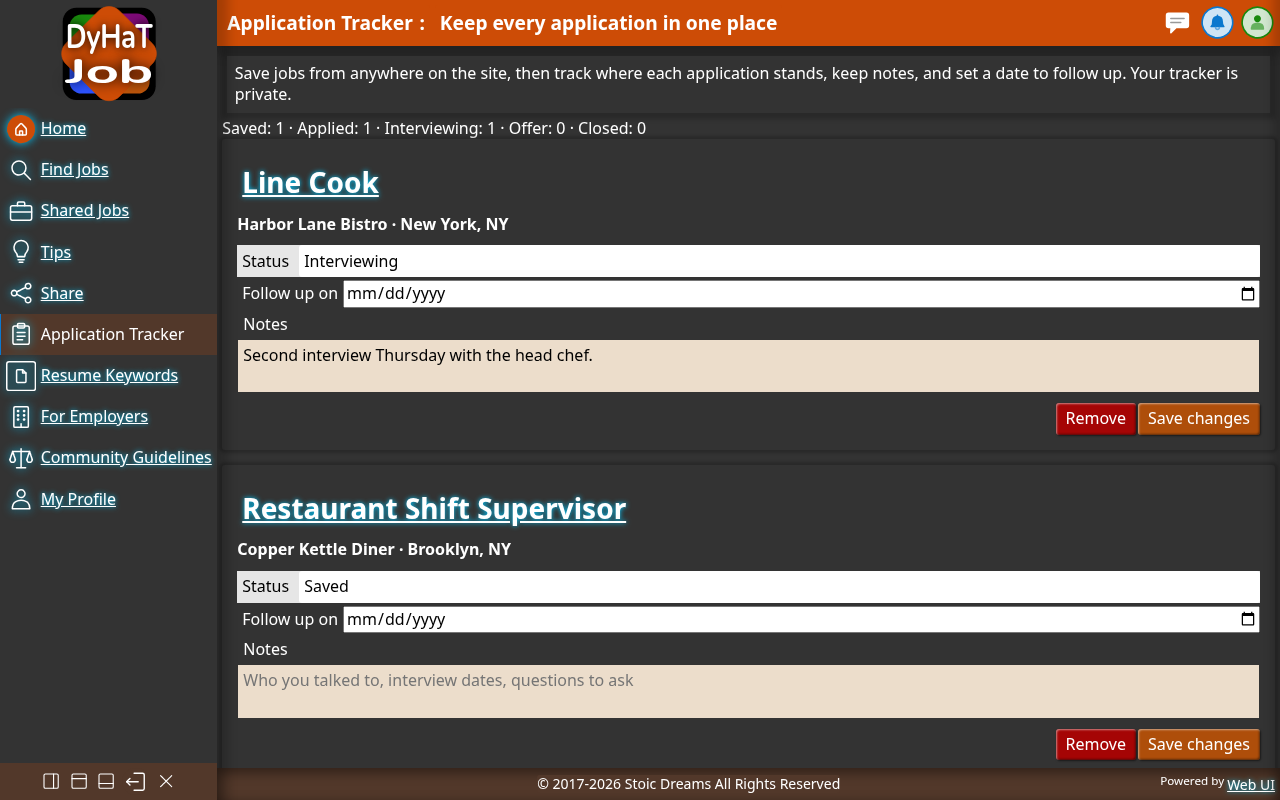 DyHaT
Job
Home
Find Jobs
Shared Jobs
Tips
Share
Application Tracker
Resume Keywords
For Employers
Community Guidelines
My Profile
Application Tracker : Keep every application in one place
Save jobs from anywhere on the site, then track where each application stands, keep notes, and set a date to follow up. Your tracker is
private.
Saved: 1 · Applied: 1 · Interviewing: 1 · Offer: 0 · Closed: 0
Line Cook
Harbor Lane Bistro · New York, NY
Status Interviewing
Follow up on mm/dd/yyyy
Notes
Second interview Thursday with the head chef.
Remove Save changes
Restaurant Shift Supervisor
Copper Kettle Diner · Brooklyn, NY
Status Saved
Follow up on mm/dd/yyyy
Notes
Who you talked to, interview dates, questions to ask
Remove Save changes
© 2017-2026 Stoic Dreams All Rights Reserved
Powered by Web UI